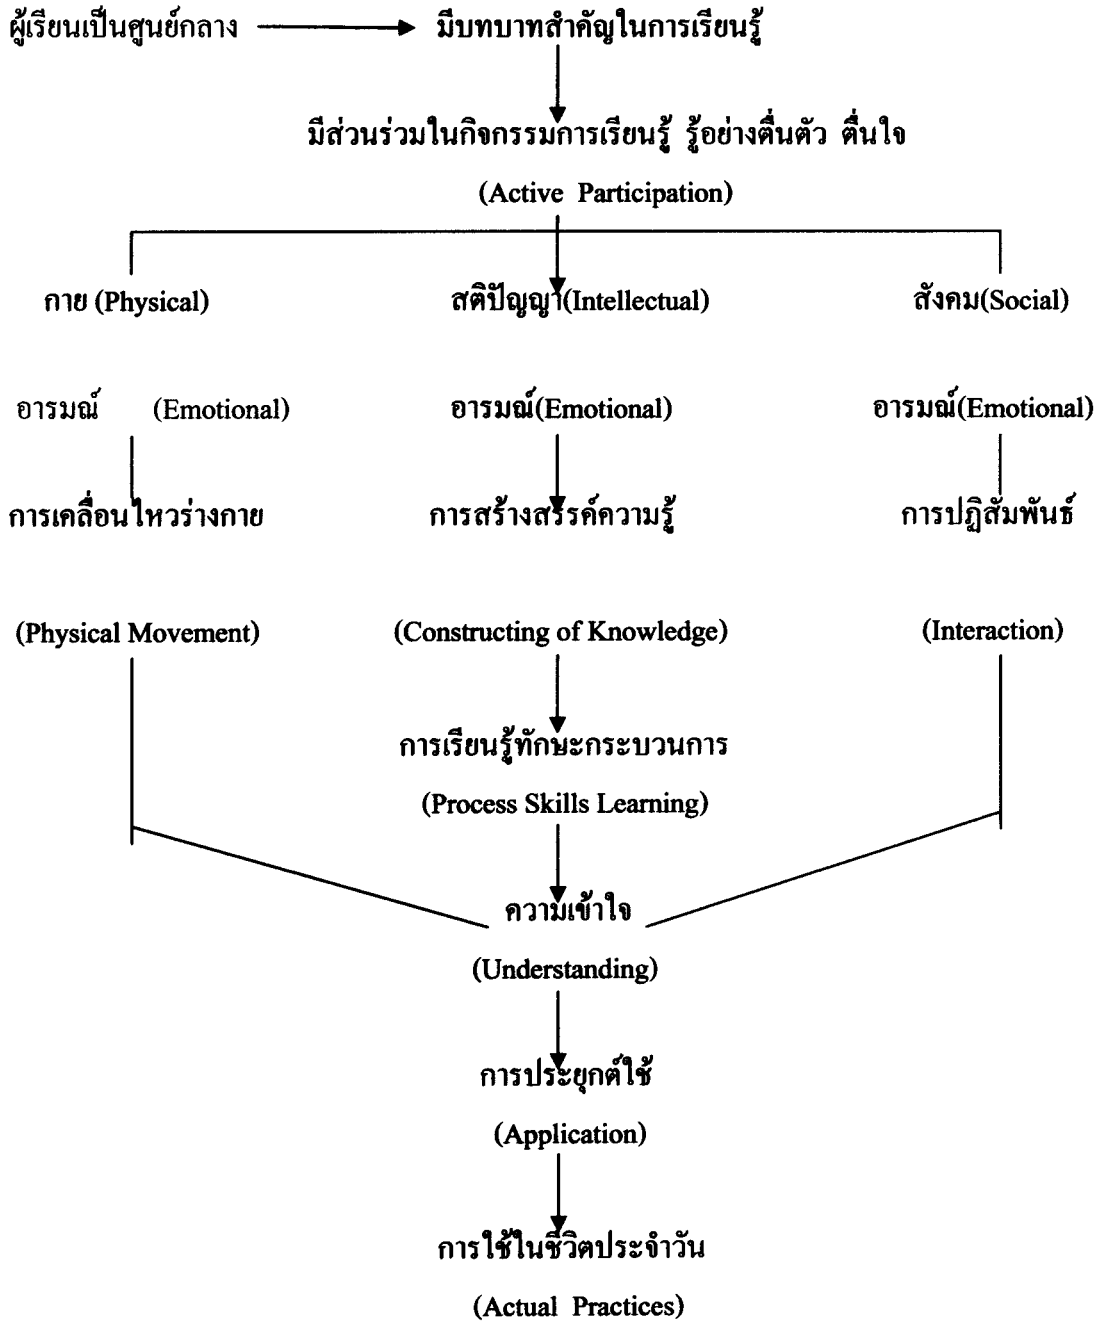 ผู้เรียนเป็นศูนย์กลาง มีบทบาทสำคัญในการเรียนรู้
มีส่วนร่วมในกิจกรรมการเรียนรู้ รู้อย่างตื่นตัว ตื่นใจ
(Active Participation)
กาย (Physical) สติปัญญา(Intellectual) สังคม(Social)
อารมณ์ (Emotional) อารมณ์(Emotional) อารมณ์(Emotional)
การเคลื่อนไหวร่างกาย การสร้างสรรค์ความรู้ การปฏิสัมพันธ์
(Physical Movement) (Constructing of Knowledge) (Interaction)
การเรียนรู้ทักษะกระบวนการ
(Process Skills Learning)
ความเข้าใจ
(Understanding)
การประยุกต์ใช้
(Application)
การใช้ในชีวิตประจำวัน
(Actual Practices)